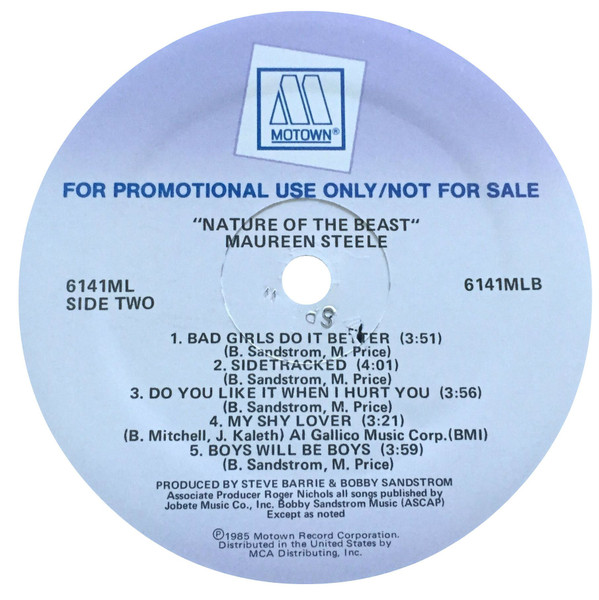 MOTOWN®
FOR PROMOTIONAL USE ONLY/NOT FOR SALE
"NATURE OF THE BEAST"
MAUREEN STEELE
6141ML
SIDE TWO
6141MLB
1. BAD GIRLS DO IT BETTER (3:51)
(B. Sandstrom, M. Price)
2. SIDETRACKED (4:01)
(B. Sandstrom, M. Price)
3. DO YOU LIKE IT WHEN I HURT YOU (3:56)
(B. Sandstrom, M. Price)
4. MY SHY LOVER (3:21)
(B. Mitchell, J. Kaleth) Al Gallico Music Corp.(BMI)
5. BOYS WILL BE BOYS (3:59)
(B. Sandstrom, M. Price)
PRODUCED BY STEVE BARRIE & BOBBY SANDSTROM
Associate Producer Roger Nichols all songs published by
Jobete Music Co., Inc. Bobby Sandstrom Music (ASCAP)
Except as noted
℗1985 Motown Record Corporation.
Distributed in the United States by
MCA Distributing, Inc.